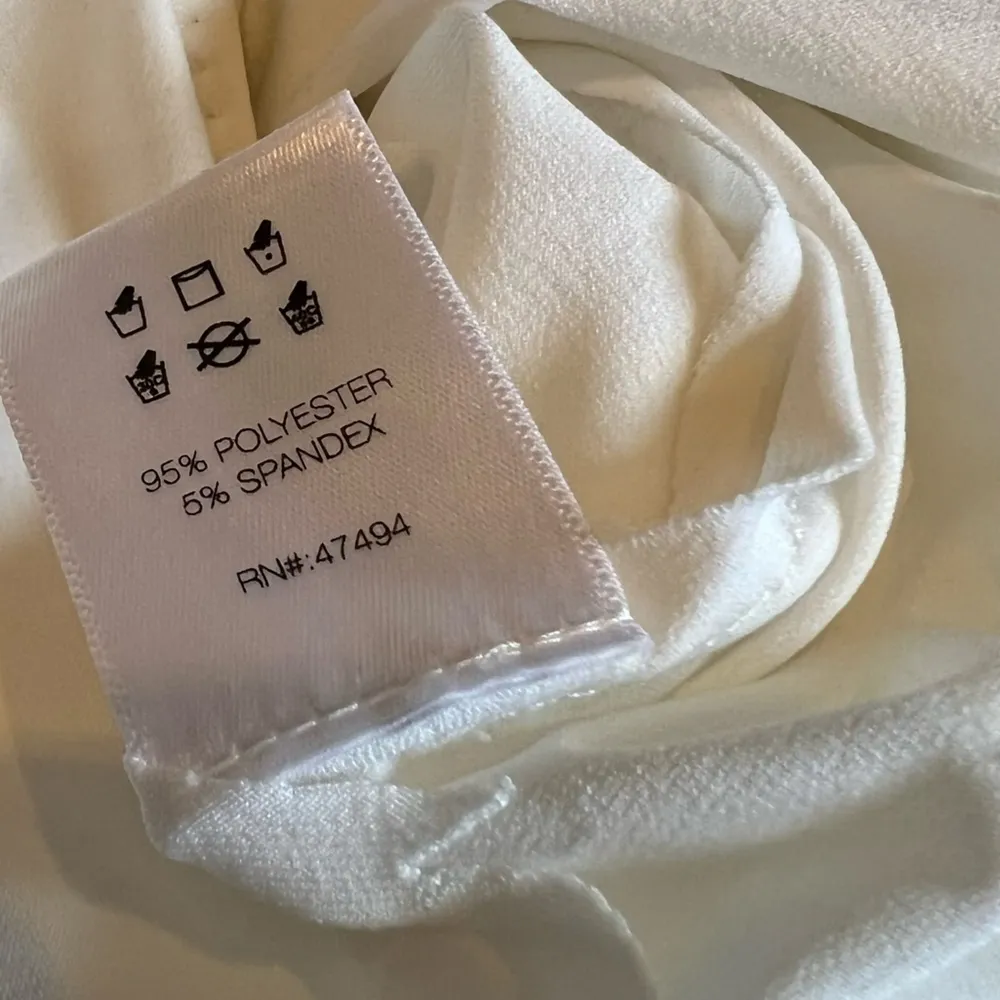 95% POLYESTER
5% SPANDEX
RN#:47494